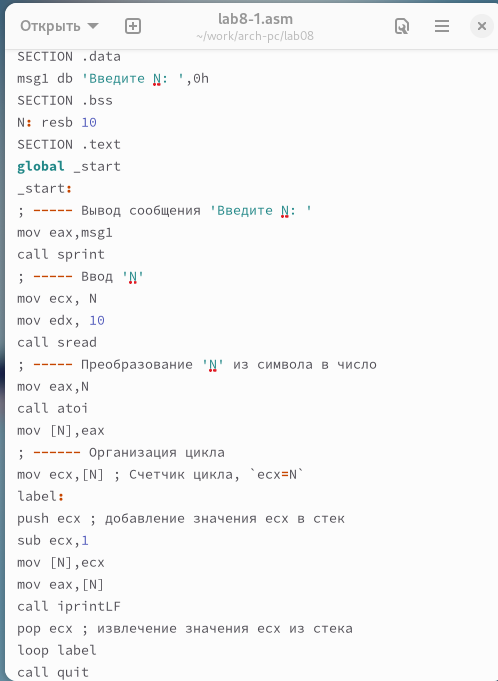 Открыть
lab8-1.asm
~/work/arch-pc/lab08
SECTION .data
msg1 db 'Введите N: ',0h
SECTION .bss
N: resb 10
SECTION .text
global _start
_start:
; ----- Вывод сообщения 'Введите N: '
mov eax,msg1
call sprint
; ----- Ввод 'N'
mov ecx, N
mov edx, 10
call sread
; ----- Преобразование 'N' из символа в число
mov eax,N
call atoi
mov [N],eax
; ------ Организация цикла
mov ecx,[N] ; Счетчик цикла, `ecx=N`
label:
push ecx ; добавление значения ecx в стек
sub ecx,1
mov [N],ecx
mov eax,[N]
call iprintLF
pop ecx ; извлечение значения ecx из стека
loop label
call quit